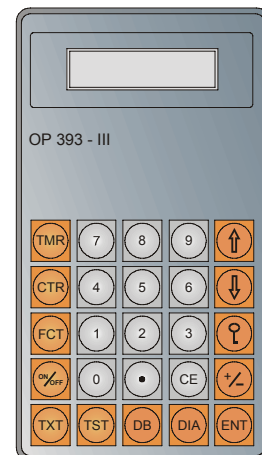 OP 393 - III
TMR 7 8 9 ⇑
CTR 4 5 6 ⇓
FCT 1 2 3
ON/OFF 0 • CE +/-
TXT TST DB DIA ENT